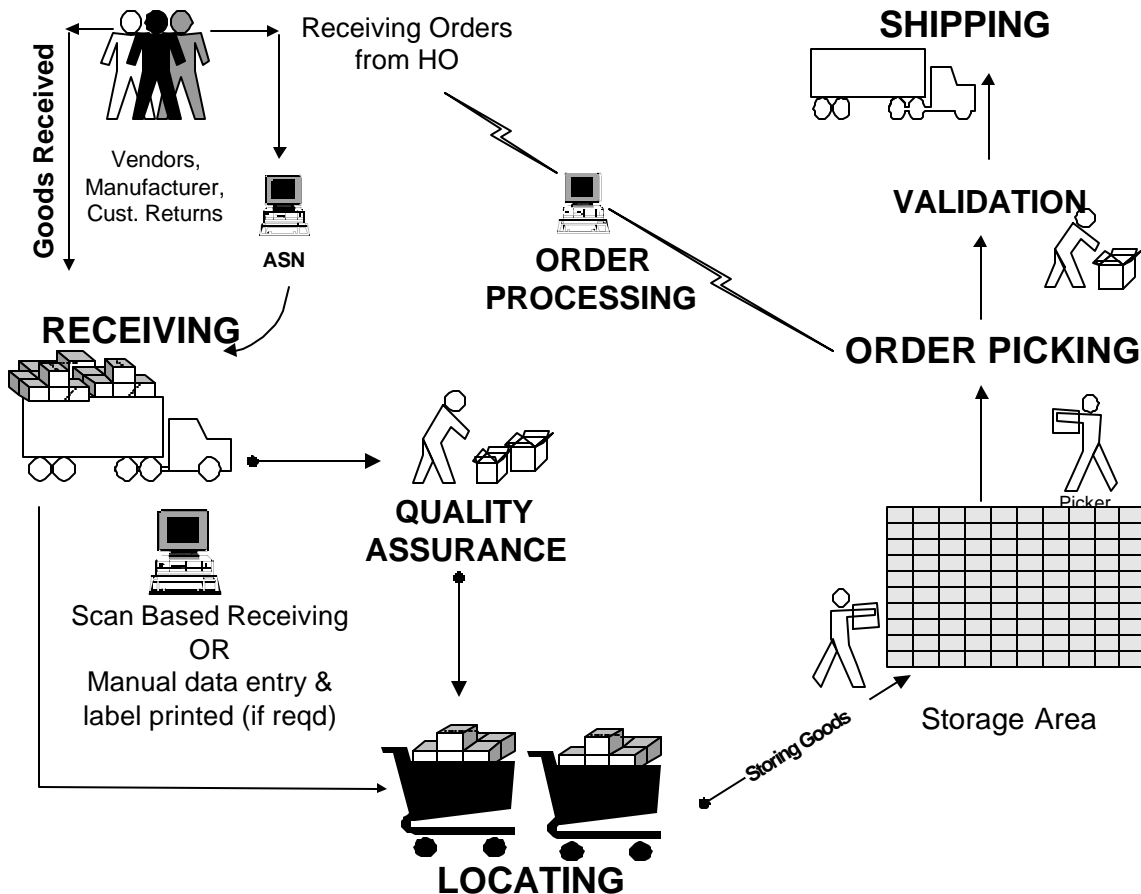 Goods Received
Vendors,
Manufacturer,
Cust. Returns
ASN
Receiving Orders
from HO
ORDER
PROCESSING
SHIPPING
VALIDATION
ORDER PICKING
Picker
RECEIVING
QUALITY
ASSURANCE
Scan Based Receiving
OR
Manual data entry &
label printed (if reqd)
LOCATING
Storing Goods
Storage Area